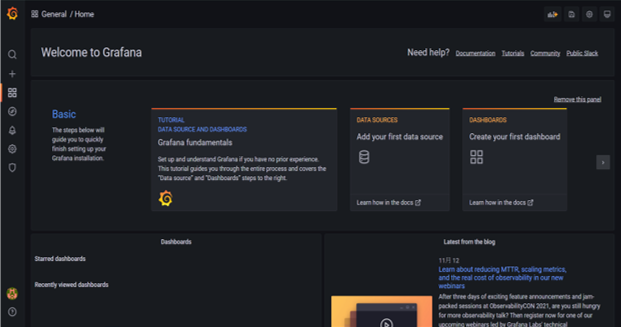 General / Home
Welcome to Grafana
Need help?
Documentation
Tutorials
Community
Public Slack
Remove this panel
Basic
The steps below will
guide you to quickly
finish setting up your
Grafana installation.
TUTORIAL
DATA SOURCE AND DASHBOARDS
Grafana fundamentals
Set up and understand Grafana if you have no prior experience.
This tutorial guides you through the entire process and covers the
"Data source" and "Dashboards" steps to the right.
DATA SOURCES
Add your first data source
Learn how in the docs
DASHBOARDS
Create your first dashboard
Learn how in the docs
Dashboards
Starred dashboards
Recently viewed dashboards
Latest from the blog
11月 12
Learn about reducing MTTR, scaling metrics,
and the real cost of observability in our new
webinars
After three days of exciting feature announcements and jam-
packed sessions at ObservabilityCON 2021, are you still hungry
for more observability talk? Then register now for one of our
upcoming webinars led by Grafana Labs' technical